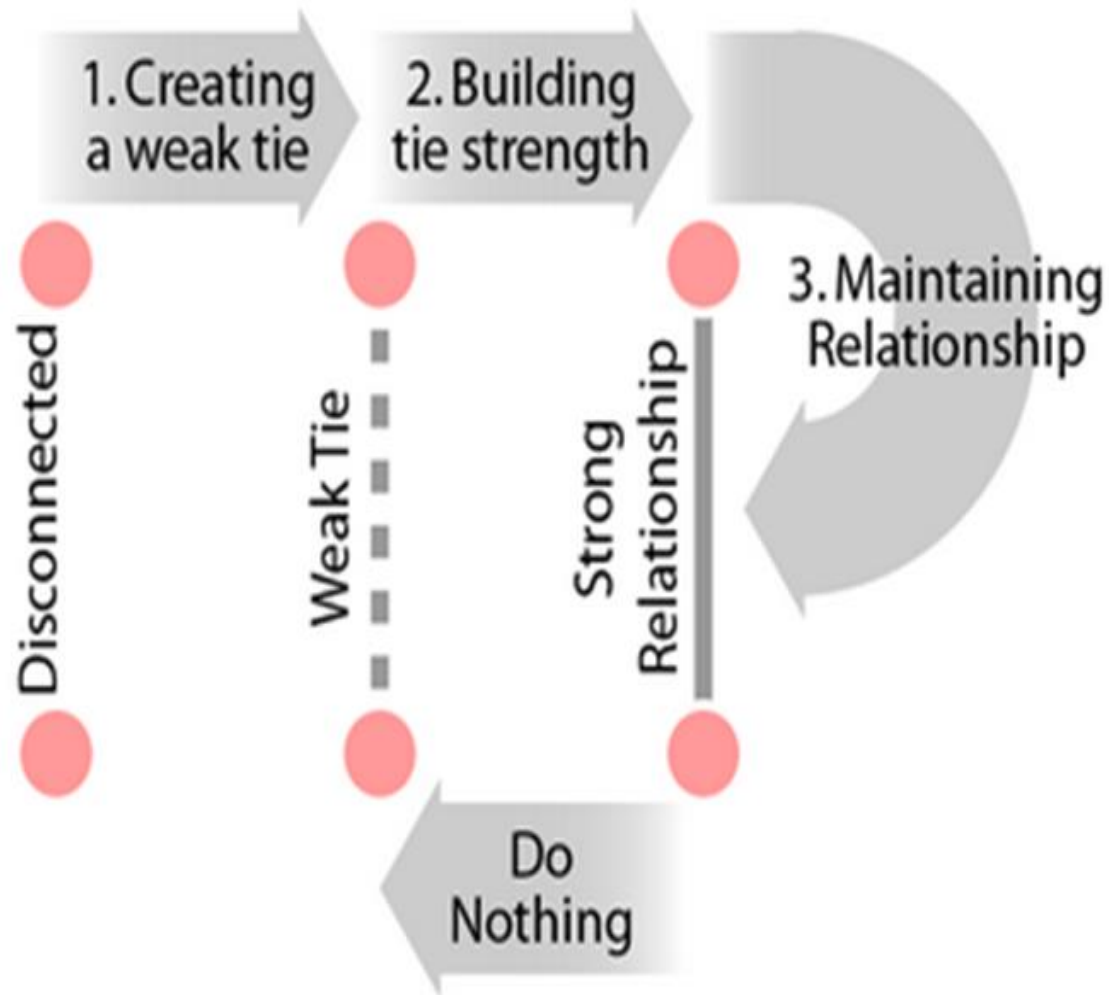 1. Creating
a weak tie
2. Building
tie strength
3. Maintaining
Relationship
Disconnected
Weak Tie
Strong
Relationship
Do
Nothing